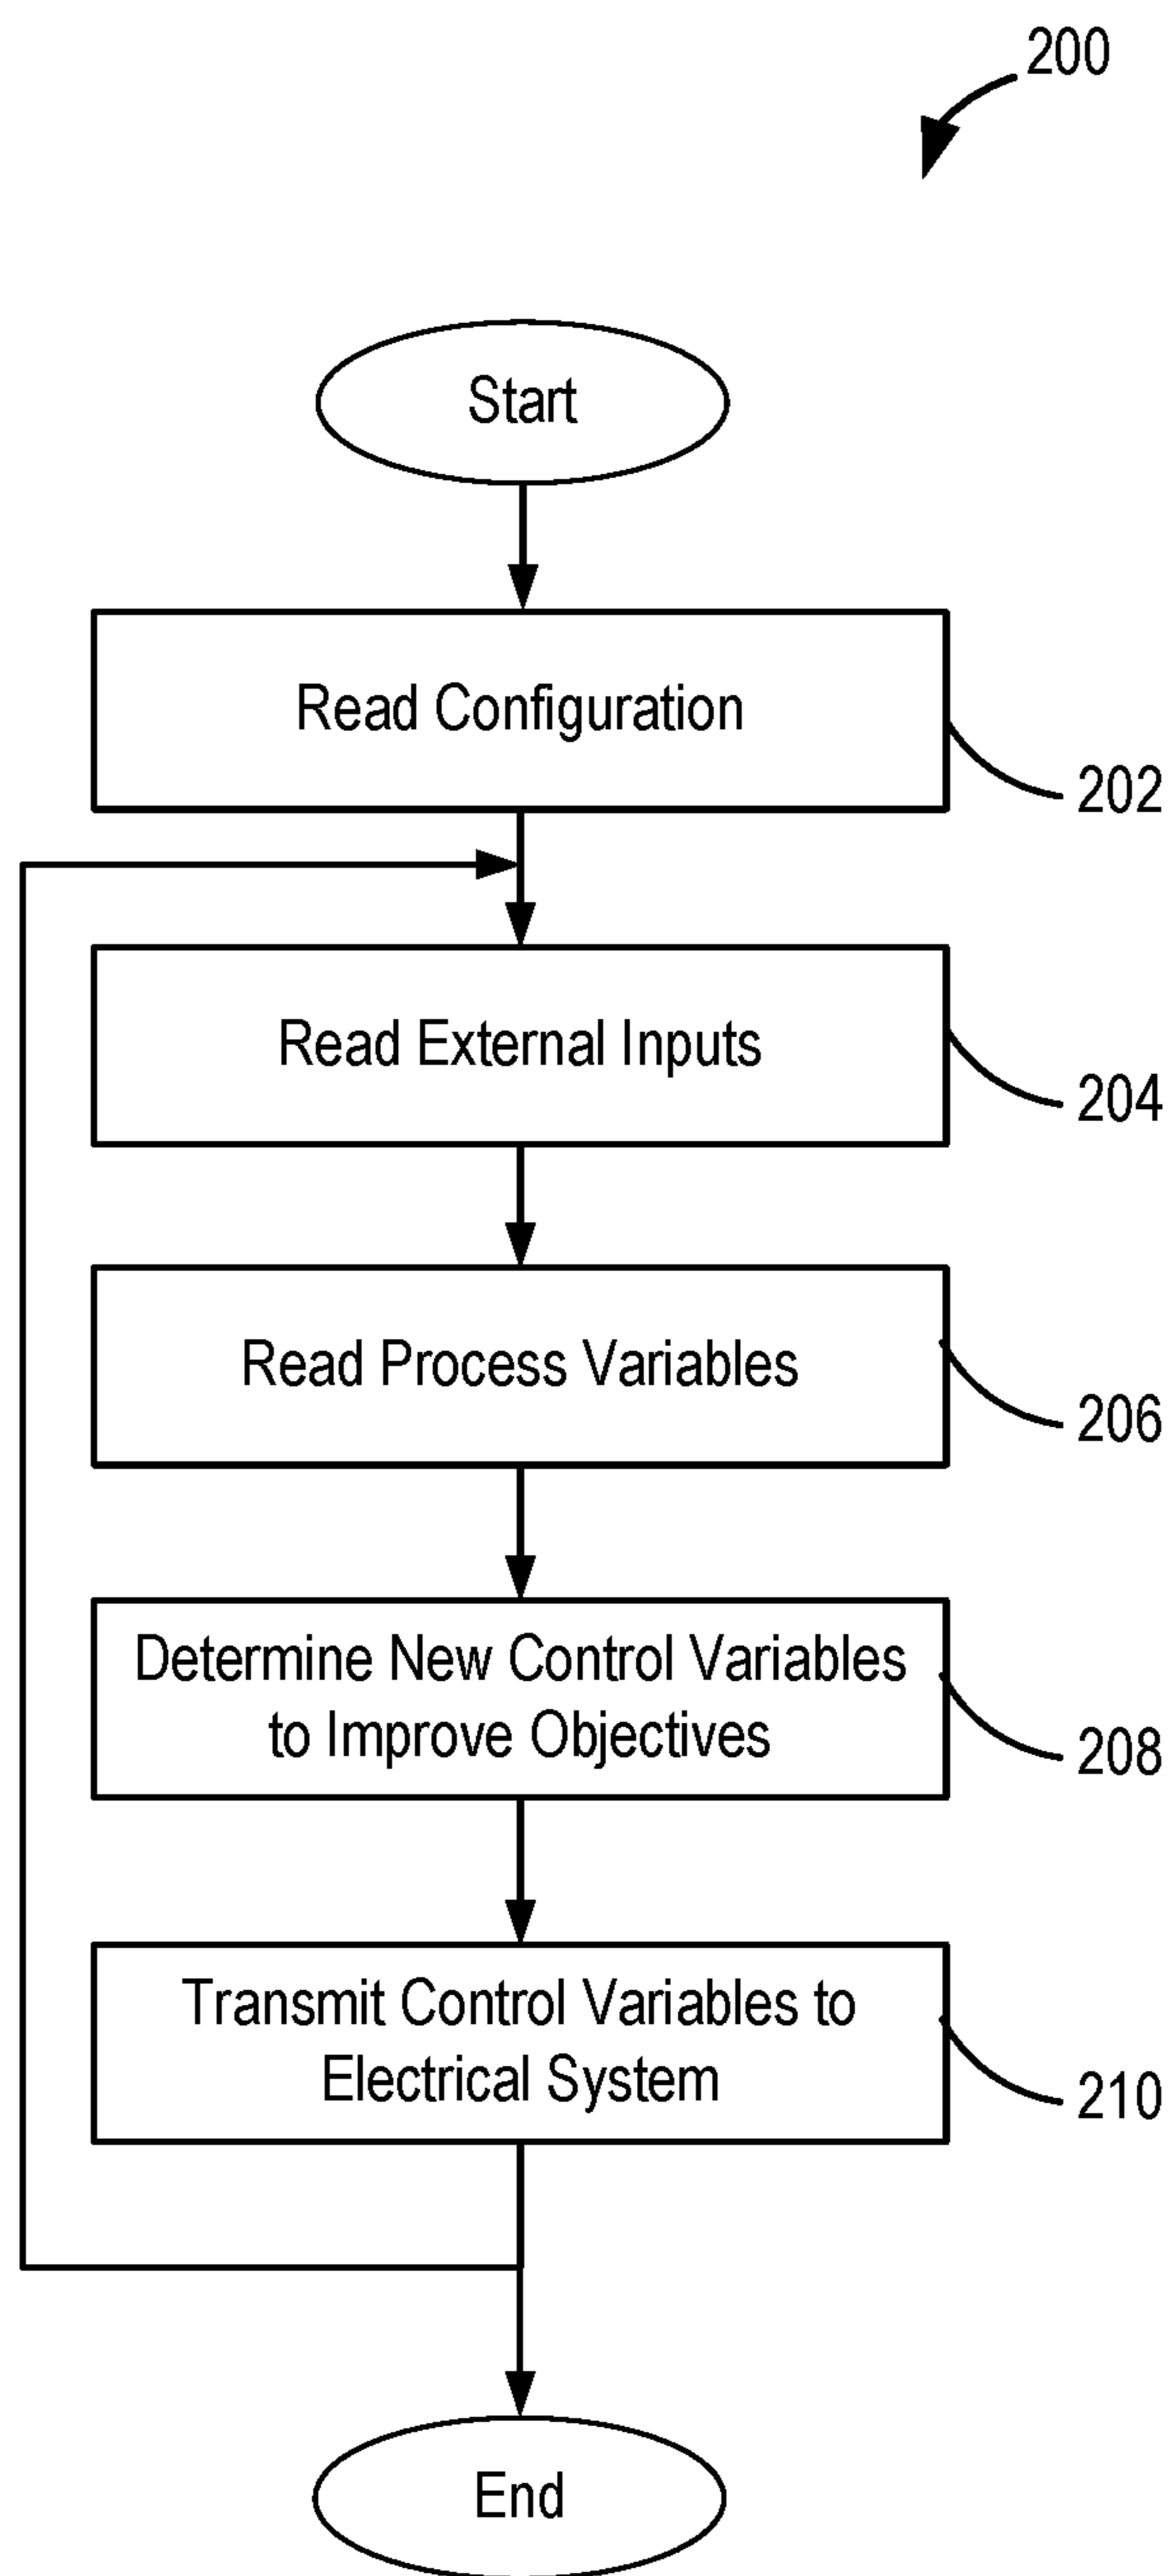 200
Start
Read Configuration
202
Read External Inputs
204
Read Process Variables
206
Determine New Control Variables
to Improve Objectives
208
Transmit Control Variables to
Electrical System
210
End